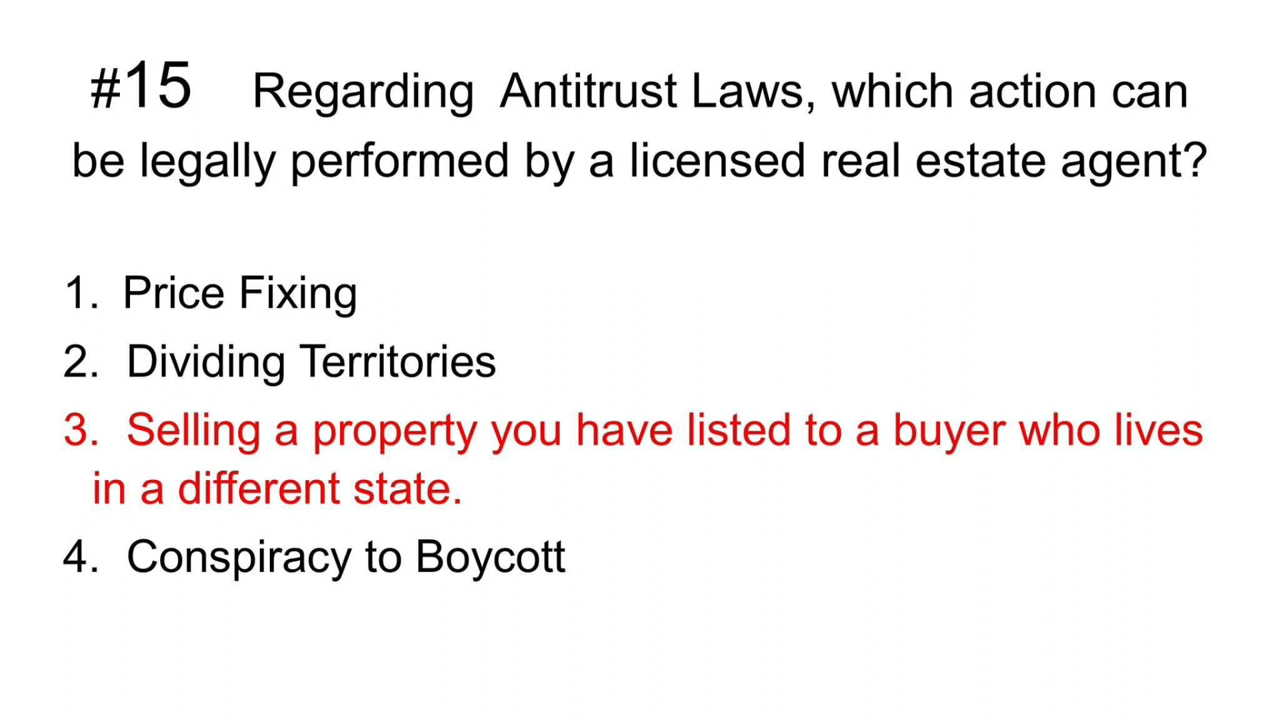 #15 Regarding Antitrust Laws, which action can
be legally performed by a licensed real estate agent?
1. Price Fixing
2. Dividing Territories
3. Selling a property you have listed to a buyer who lives
in a different state.
4. Conspiracy to Boycott